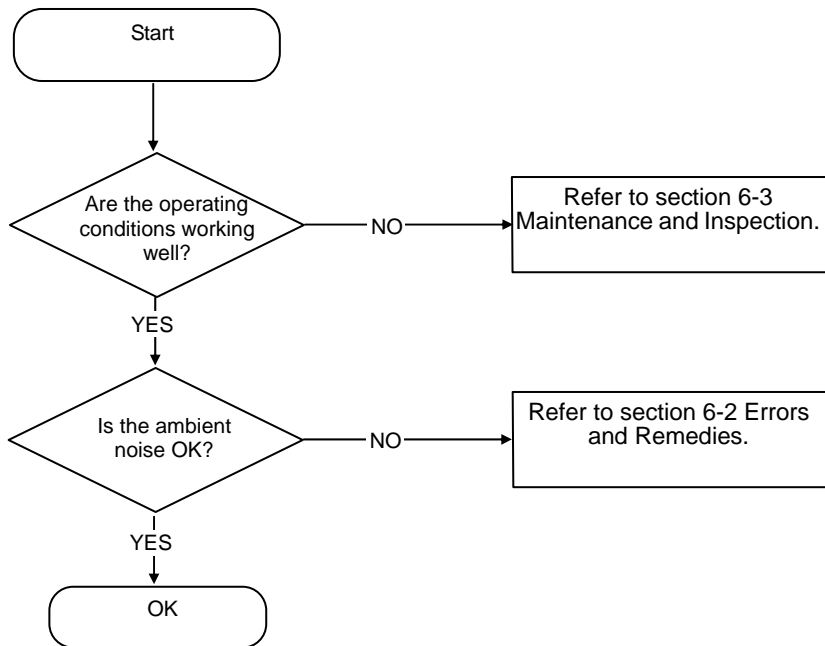 Start
Are the operating
conditions working
well?
NO
Refer to section 6-3
Maintenance and Inspection.
YES
Is the ambient
noise OK?
NO
Refer to section 6-2 Errors
and Remedies.
YES
OK